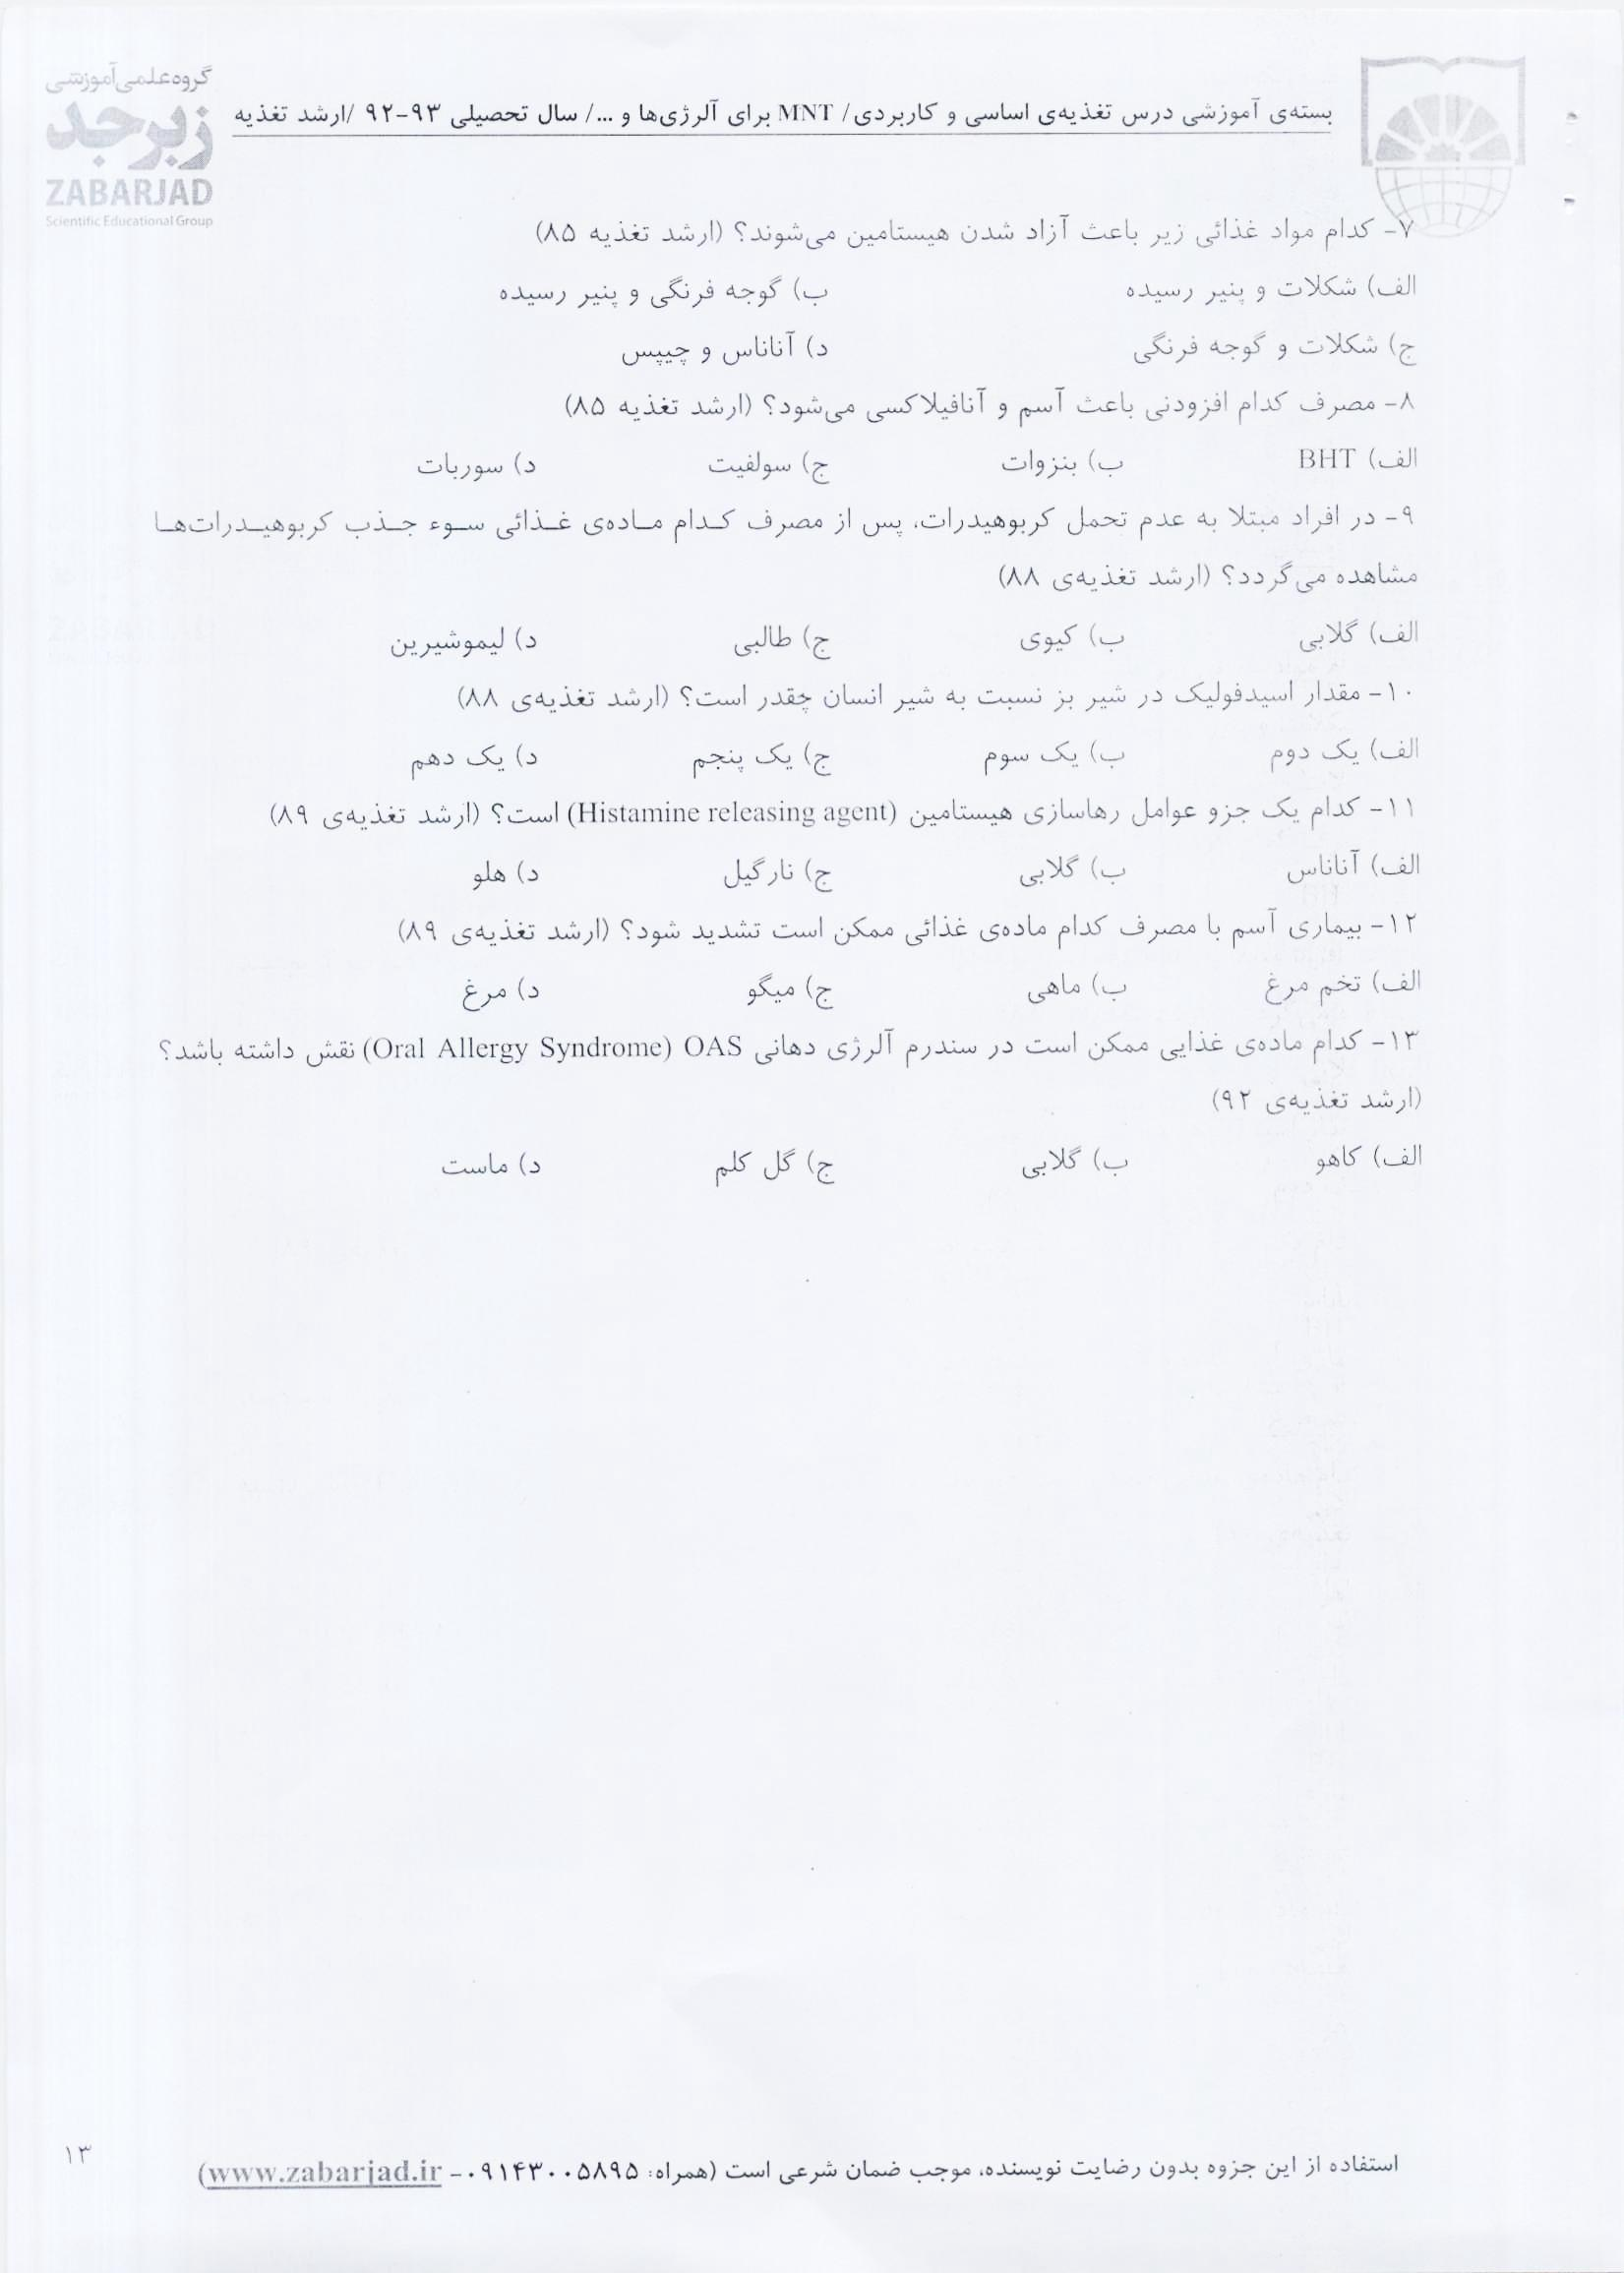 گروه علمی آموزشی
زبرجد
ZABARJAD
Scientific Educational Group
بسته‌ی آموزشی درس تغذیه‌ی اساسی و کاربردی/ MNT برای آلرژی‌ها و .../ سال تحصیلی ۹۳-۹۲ /ارشد تغذیه
۷- کدام مواد غذائی زیر باعث آزاد شدن هیستامین می‌شوند؟ (ارشد تغذیه ۸۵)
الف) شکلات و پنیر رسیده ب) گوجه فرنگی و پنیر رسیده
ج) شکلات و گوجه فرنگی د) آناناس و چیپس
۸- مصرف کدام افزودنی باعث آسم و آنافیلاکسی می‌شود؟ (ارشد تغذیه ۸۵)
الف) BHT ب) بنزوات ج) سولفیت د) سوربات
۹- در افراد مبتلا به عدم تحمل کربوهیدرات، پس از مصرف کدام ماده‌ی غذائی سوء جذب کربوهیدرات‌ها
مشاهده می‌گردد؟ (ارشد تغذیه‌ی ۸۸)
الف) گلابی ب) کیوی ج) طالبی د) لیموشیرین
۱۰- مقدار اسیدفولیک در شیر بز نسبت به شیر انسان چقدر است؟ (ارشد تغذیه‌ی ۸۸)
الف) یک دوم ب) یک سوم ج) یک پنجم د) یک دهم
۱۱- کدام یک جزو عوامل رهاسازی هیستامین (Histamine releasing agent) است؟ (ارشد تغذیه‌ی ۸۹)
الف) آناناس ب) گلابی ج) نارگیل د) هلو
۱۲- بیماری آسم با مصرف کدام ماده‌ی غذائی ممکن است تشدید شود؟ (ارشد تغذیه‌ی ۸۹)
الف) تخم مرغ ب) ماهی ج) میگو د) مرغ
۱۳- کدام ماده‌ی غذایی ممکن است در سندرم آلرژی دهانی OAS (Oral Allergy Syndrome) نقش داشته باشد؟
(ارشد تغذیه‌ی ۹۲)
الف) کاهو ب) گلابی ج) گل کلم د) ماست
استفاده از این جزوه بدون رضایت نویسنده، موجب ضمان شرعی است (همراه: ۰۹۱۴۳۰۰۵۸۹۵- www.zabarjad.ir)
۱۳